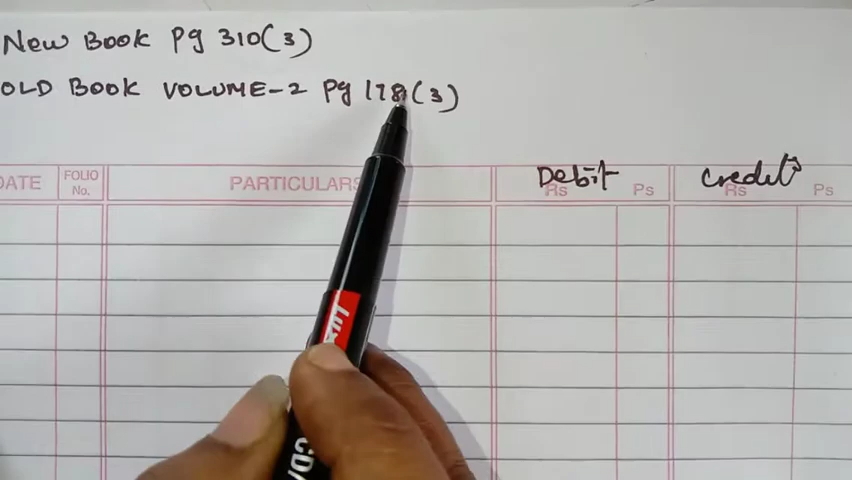 New Book Pg 310(3)
OLD BOOK VOLUME-2 Pg 178(3)
DATE FOLIO No. PARTICULARS Debit Rs Ps Credit Rs Ps